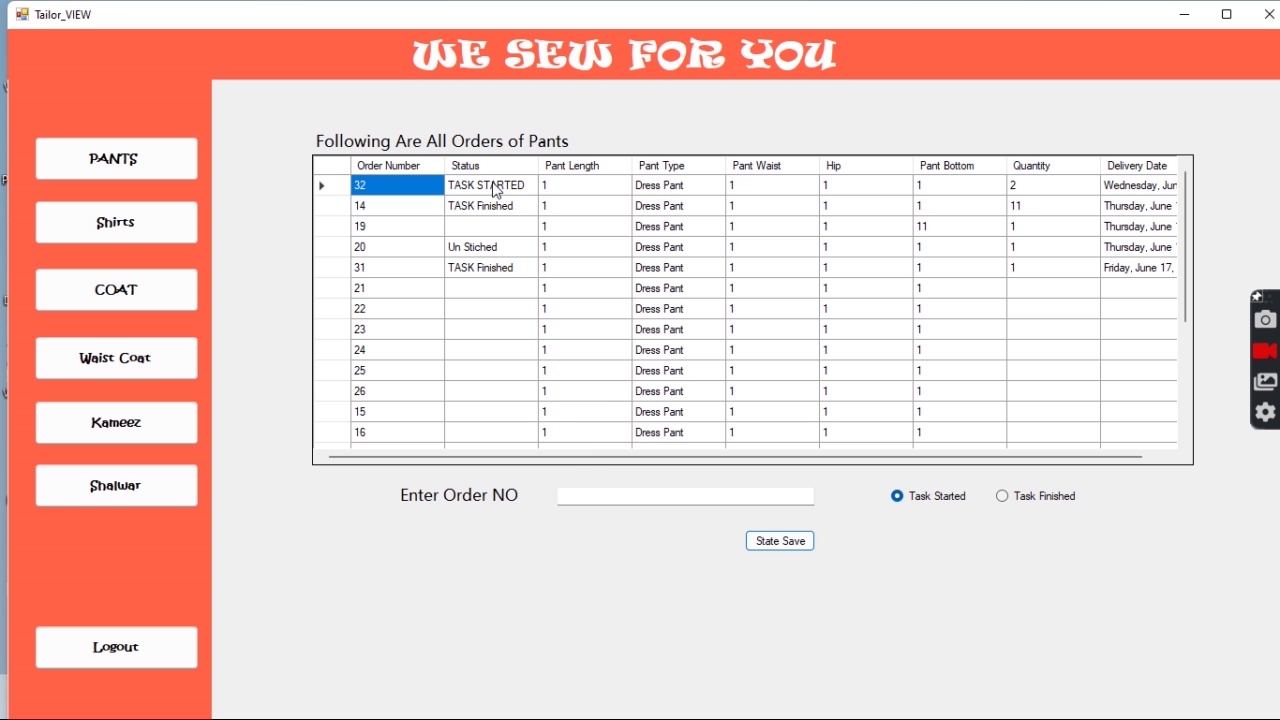 Tailor_VIEW
WE SEW FOR YOU
PANTS
Shirts
COAT
Waist Coat
Kameez
Shalwar
Logout
Following Are All Orders of Pants
Order Number Status Pant Length Pant Type Pant Waist Hip Pant Bottom Quantity Delivery Date
32 TASK STARTED 1 Dress Pant 1 1 1 2 Wednesday, Jun
14 TASK Finished 1 Dress Pant 1 1 1 11 Thursday, June
19 1 Dress Pant 1 1 11 1 Thursday, June
20 Un Stiched 1 Dress Pant 1 1 1 1 Thursday, June
31 TASK Finished 1 Dress Pant 1 1 1 1 Friday, June 17,
21 1 Dress Pant 1 1 1
22 1 Dress Pant 1 1 1
23 1 Dress Pant 1 1 1
24 1 Dress Pant 1 1 1
25 1 Dress Pant 1 1 1
26 1 Dress Pant 1 1 1
15 1 Dress Pant 1 1 1
16 1 Dress Pant 1 1 1
Enter Order NO Task Started Task Finished
State Save